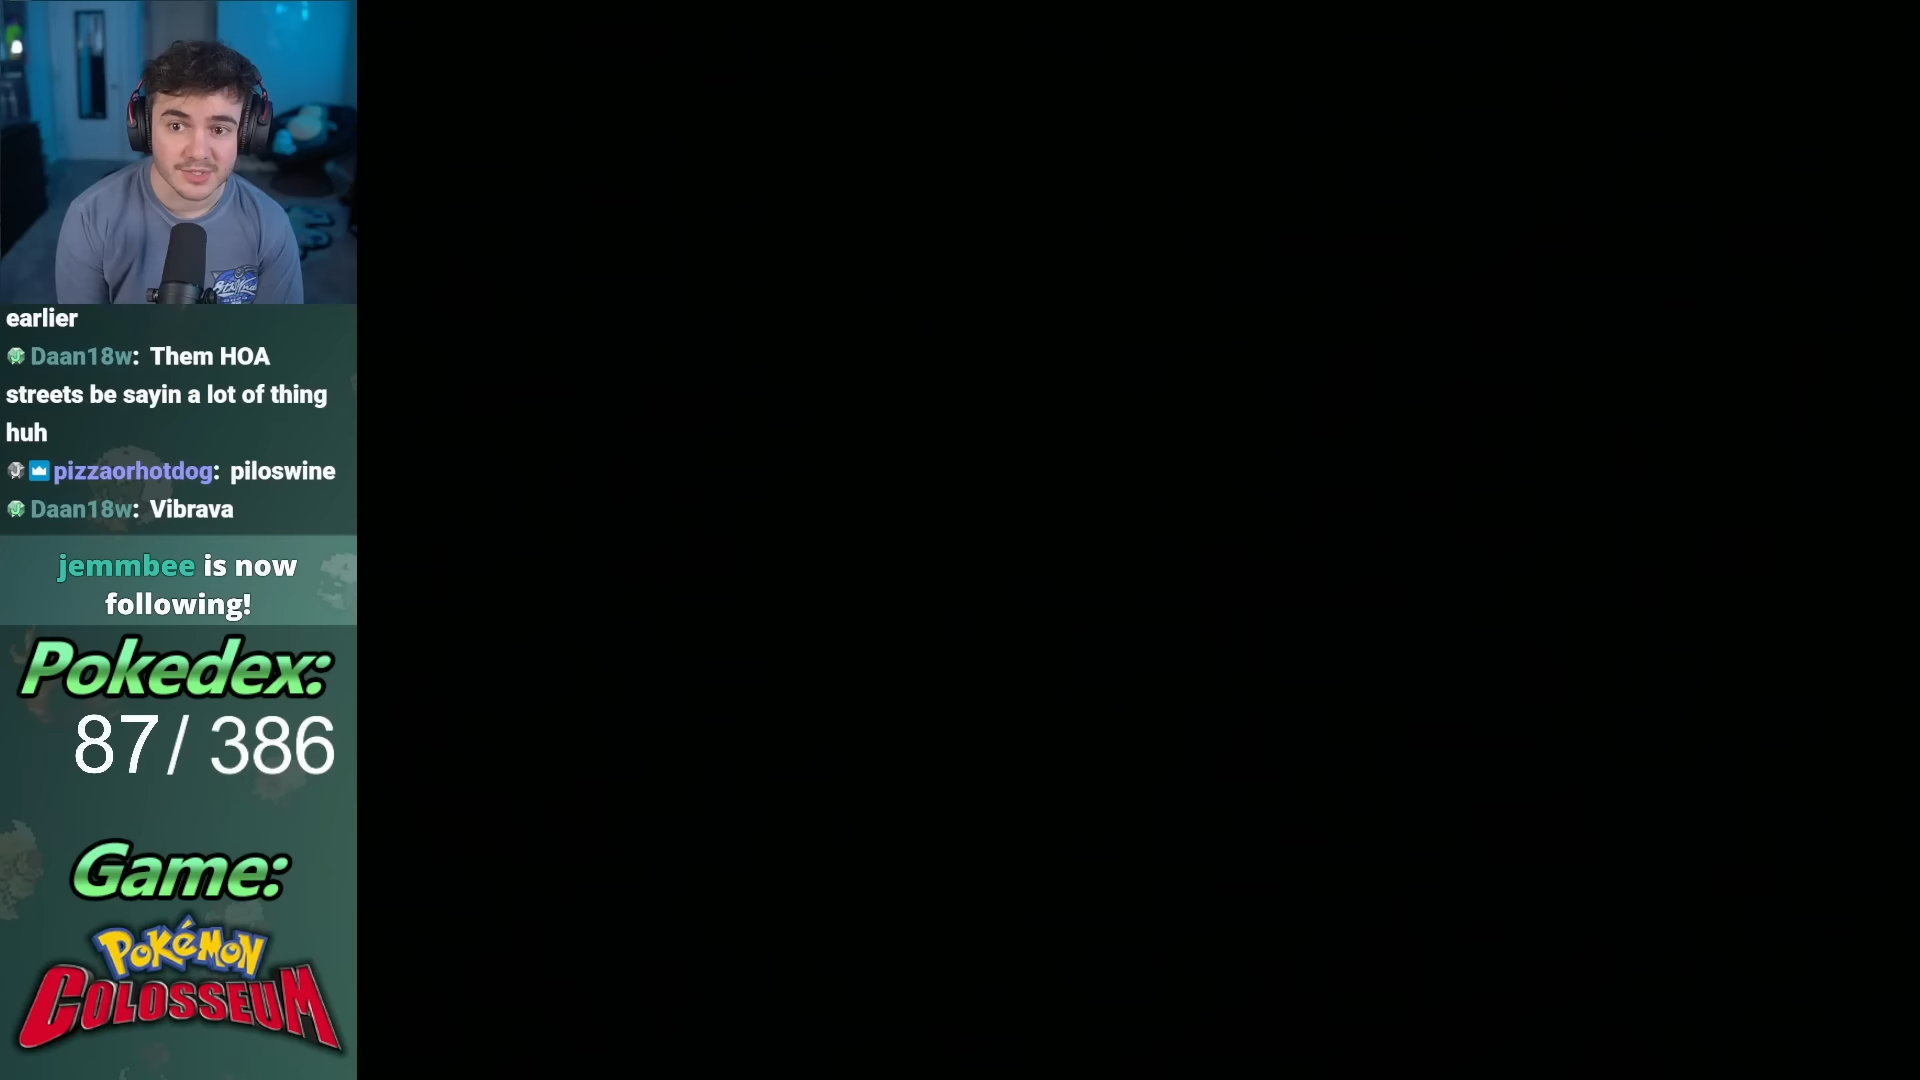 earlier
Daan18w: Them HOA
streets be sayin a lot of thing
huh
pizzaorhotdog: piloswine
Daan18w: Vibrava
jemmbee is now
following!
Pokedex:
87/ 386
Game:
POKéMON
COLOSSEUM